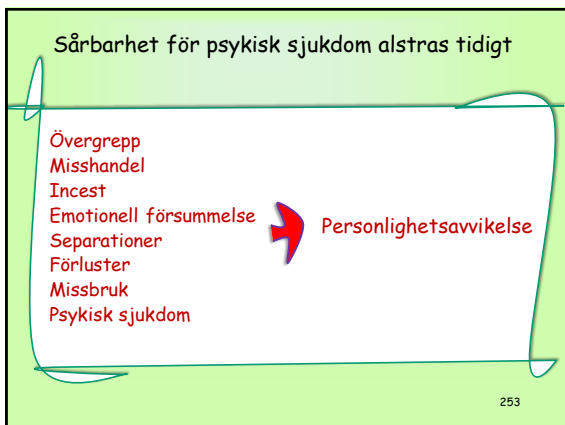 Sårbarhet för psykisk sjukdom alstras tidigt
Övergrepp
Misshandel
Incest
Emotionell försummelse
Separationer
Förluster
Missbruk
Psykisk sjukdom
Personlighetsavvikelse
253